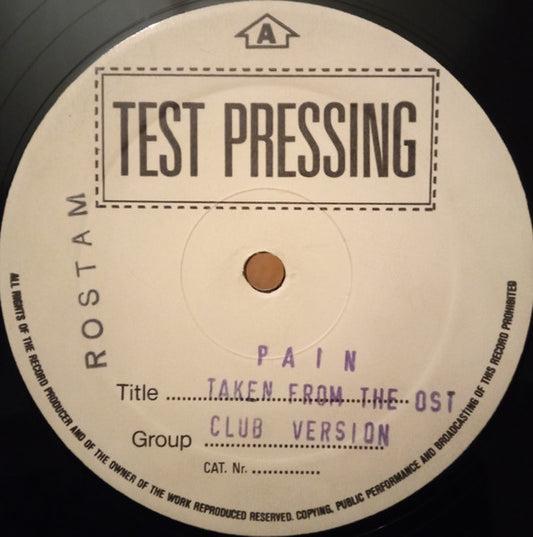 A
TEST PRESSING
ROSTAM
PAIN
Title .................. TAKEN FROM THE OST
Group .................. CLUB VERSION
CAT. Nr. .............
ALL RIGHTS OF THE RECORD PRODUCER AND OF THE OWNER OF THE WORK REPRODUCED RESERVED. COPYING, PUBLIC PERFORMANCE AND BROADCASTING OF THIS RECORD PROHIBITED